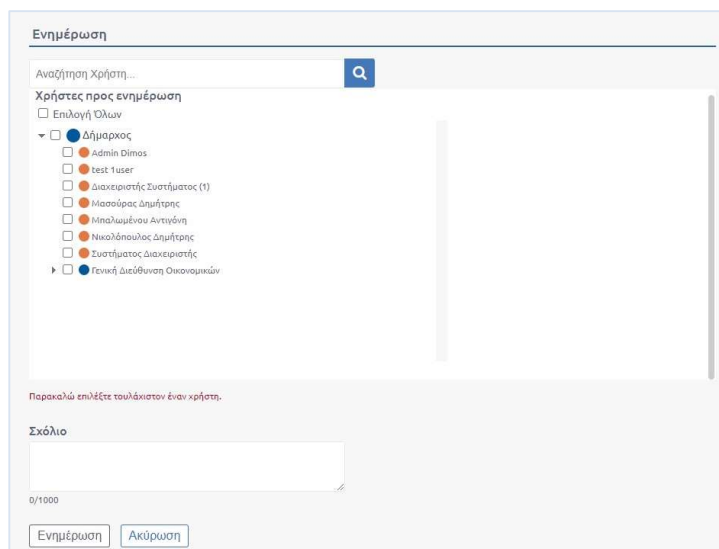 Ενημέρωση
Αναζήτηση Χρήστη...
Χρήστες προς ενημέρωση
Επιλογή Όλων
Δήμαρχος
Admin Dimos
test 1user
Διαχειριστής Συστήματος (1)
Μασούρας Δημήτρης
Μπαλωμένου Αντιγόνη
Νικολόπουλος Δημήτρης
Συστήματος Διαχειριστής
Γενική Διεύθυνση Οικονομικών
Παρακαλώ επιλέξτε τουλάχιστον έναν χρήστη.
Σχόλιο
0/1000
Ενημέρωση Ακύρωση